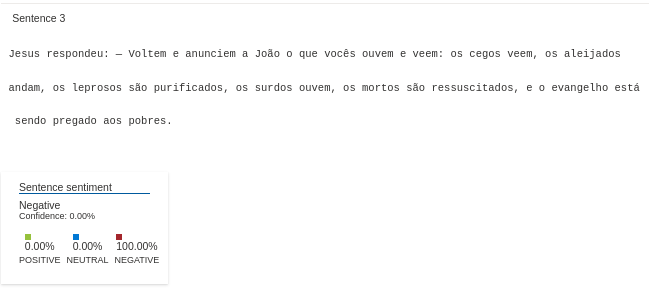 Sentence 3
Jesus respondeu: — Voltem e anunciem a João o que vocês ouvem e veem: os cegos veem, os aleijados
andam, os leprosos são purificados, os surdos ouvem, os mortos são ressuscitados, e o evangelho está
sendo pregado aos pobres.
Sentence sentiment
Negative
Confidence: 0.00%
0.00% 0.00% 100.00%
POSITIVE NEUTRAL NEGATIVE